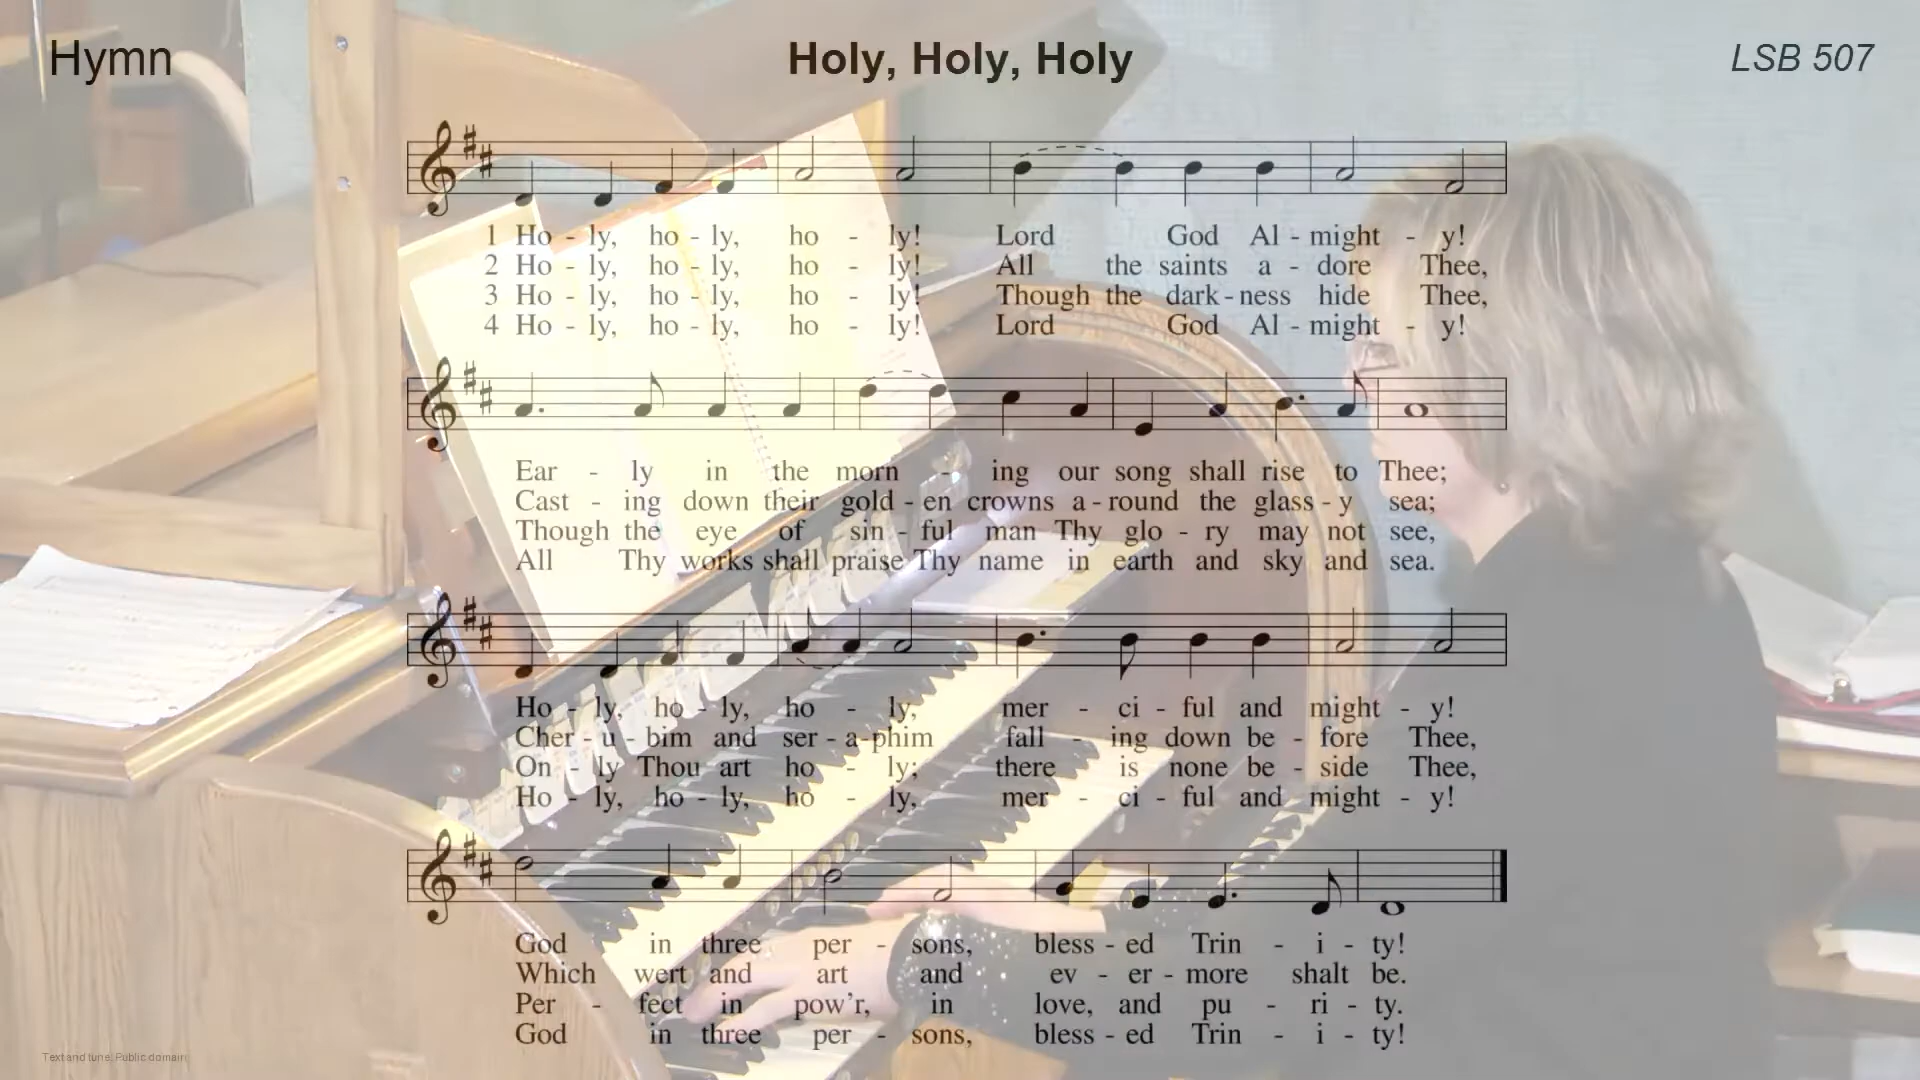 Hymn
Holy, Holy, Holy
LSB 507
1 Ho - ly, ho - ly, ho - ly! Lord God Al - might - y!
2 Ho - ly, ho - ly, ho - ly! All the saints a - dore Thee,
3 Ho - ly, ho - ly, ho - ly! Though the dark - ness hide Thee,
4 Ho - ly, ho - ly, ho - ly! Lord God Al - might - y!
Ear - ly in the morn - ing our song shall rise to Thee;
Cast - ing down their gold - en crowns a - round the glass - y sea;
Though the eye of sin - ful man Thy glo - ry may not see,
All Thy works shall praise Thy name in earth and sky and sea.
Ho - ly, ho - ly, ho - ly, mer - ci - ful and might - y!
Cher - u - bim and ser - a - phim fall - ing down be - fore Thee,
On - ly Thou art ho - ly; there is none be - side Thee,
Ho - ly, ho - ly, ho - ly, mer - ci - ful and might - y!
God in three per - sons, bless - ed Trin - i - ty!
Which wert and art and ev - er - more shalt be.
Per - fect in pow'r, in love, and pu - ri - ty.
God in three per - sons, bless - ed Trin - i - ty!
Text and tune: Public domain